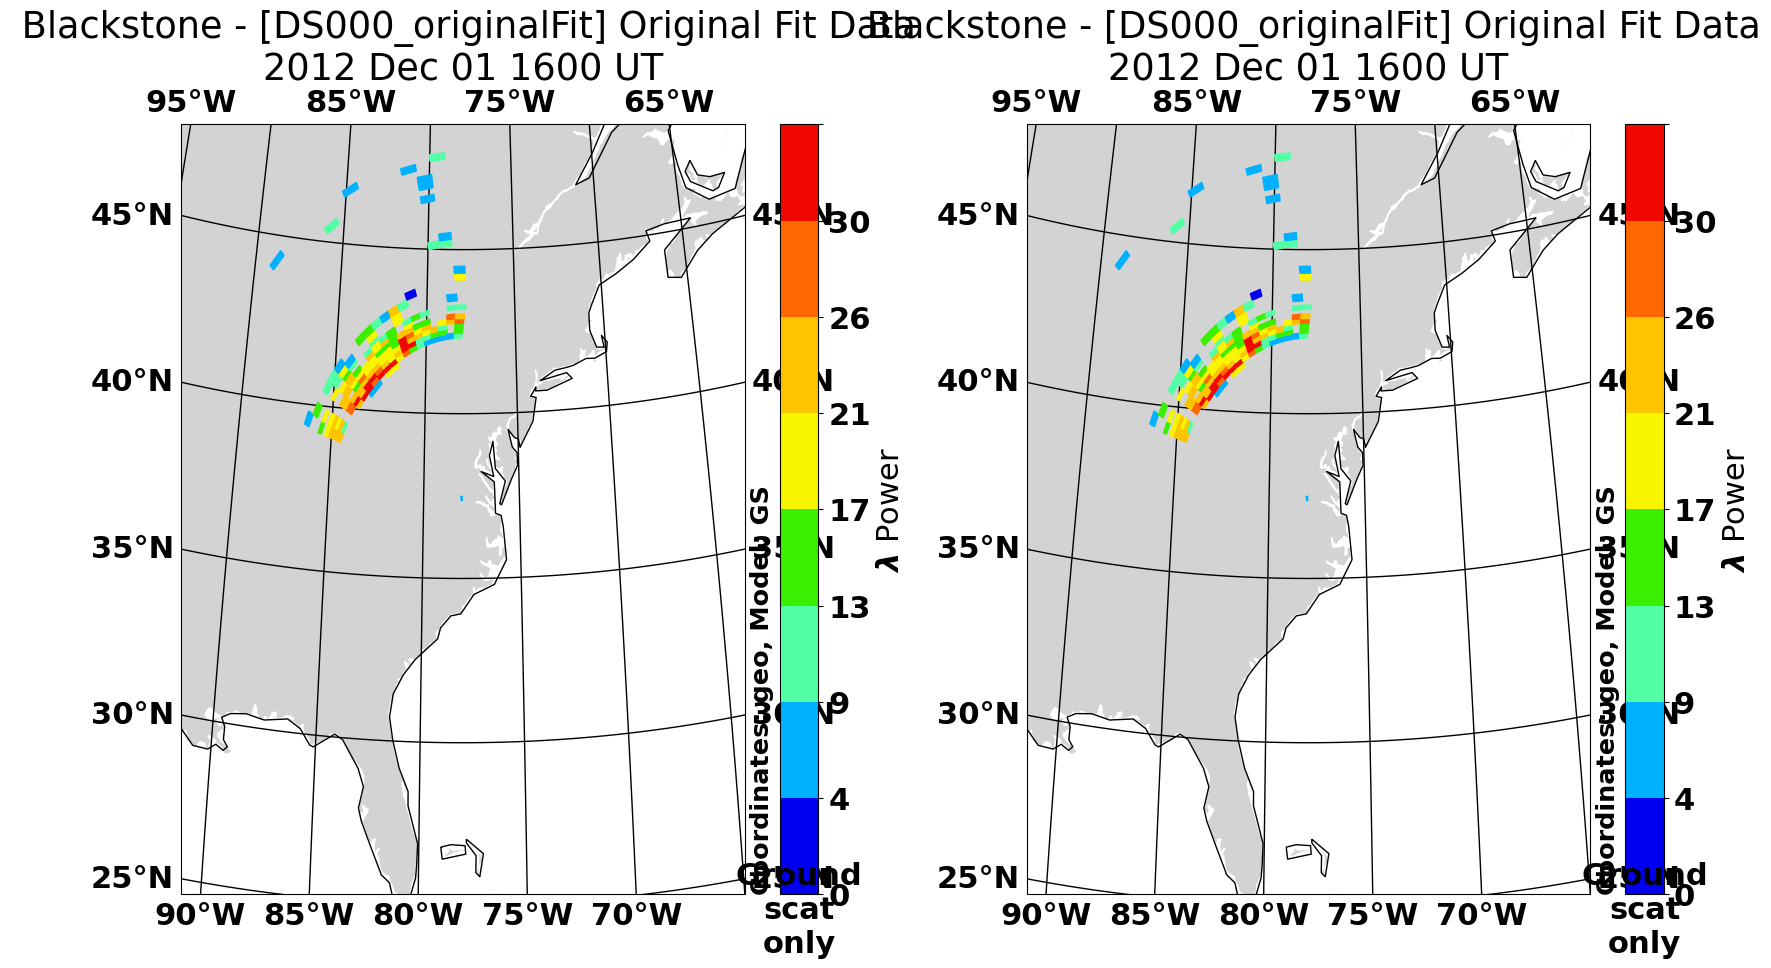 Blackstone - [DS000_originalFit] Original Fit Data
2012 Dec 01 1600 UT
95°W 85°W 75°W 65°W
45°N 45°N
40°N 40°N
35°N 35°N
30°N 30°N
25°N 25°N
90°W 85°W 80°W 75°W 70°W
Coordinates: geo, Model: GS
30
26
21
17
13
9
4
0
λ Power
Ground
scat
only
Blackstone - [DS000_originalFit] Original Fit Data
2012 Dec 01 1600 UT
95°W 85°W 75°W 65°W
45°N 45°N
40°N 40°N
35°N 35°N
30°N 30°N
25°N 25°N
90°W 85°W 80°W 75°W 70°W
Coordinates: geo, Model: GS
30
26
21
17
13
9
4
0
λ Power
Ground
scat
only